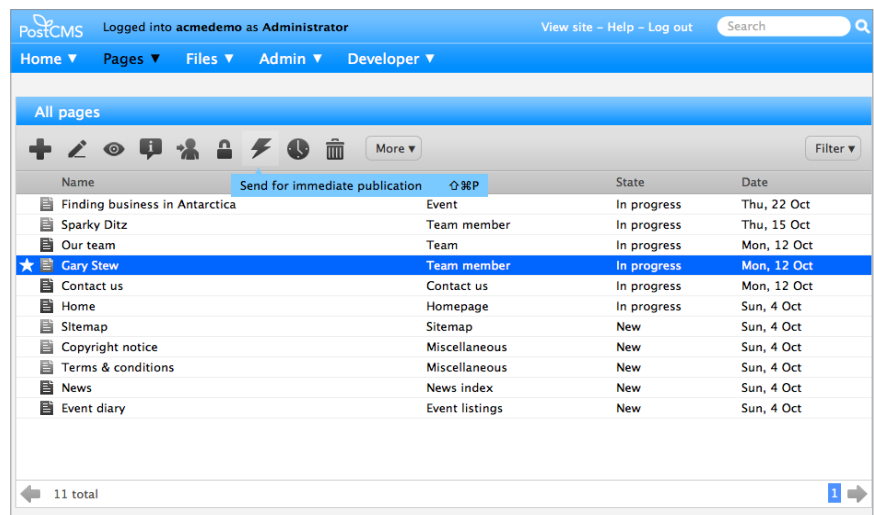 PostCMS Logged into acmedemo as Administrator View site – Help – Log out Search
Home ▼ Pages ▼ Files ▼ Admin ▼ Developer ▼
All pages
More ▼ Filter ▼
Send for immediate publication ⇧⌘P
Name State Date
Finding business in Antarctica Event In progress Thu, 22 Oct
Sparky Ditz Team member In progress Thu, 15 Oct
Our team Team In progress Mon, 12 Oct
Gary Stew Team member In progress Mon, 12 Oct
Contact us Contact us In progress Mon, 12 Oct
Home Homepage In progress Sun, 4 Oct
SItemap Sitemap New Sun, 4 Oct
Copyright notice Miscellaneous New Sun, 4 Oct
Terms & conditions Miscellaneous New Sun, 4 Oct
News News index New Sun, 4 Oct
Event diary Event listings New Sun, 4 Oct
11 total 1